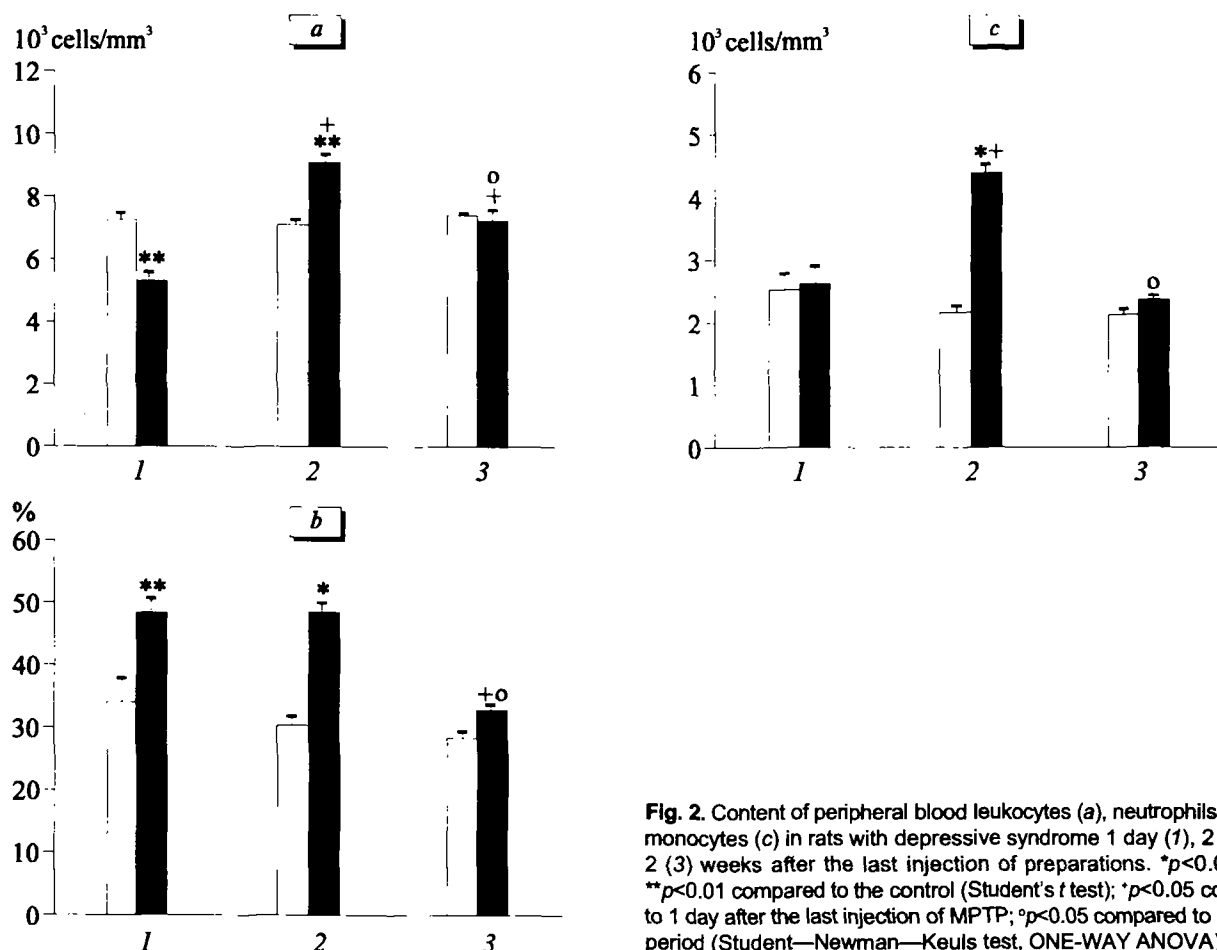 a
10³ cells/mm³
12
10
8
6
4
2
0
**
+
**
o
+
1 2 3
c
10³ cells/mm³
6
5
4
3
2
1
0
*+
o
1 2 3
b
%
60
50
40
30
20
10
0
**
*
+o
1 2 3
Fig. 2. Content of peripheral blood leukocytes (a), neutrophils
monocytes (c) in rats with depressive syndrome 1 day (1), 2
2 (3) weeks after the last injection of preparations. *p<0.0
**p<0.01 compared to the control (Student's t test); +p<0.05 co
to 1 day after the last injection of MPTP; °p<0.05 compared to
period (Student—Newman—Keuls test, ONE-WAY ANOVA)